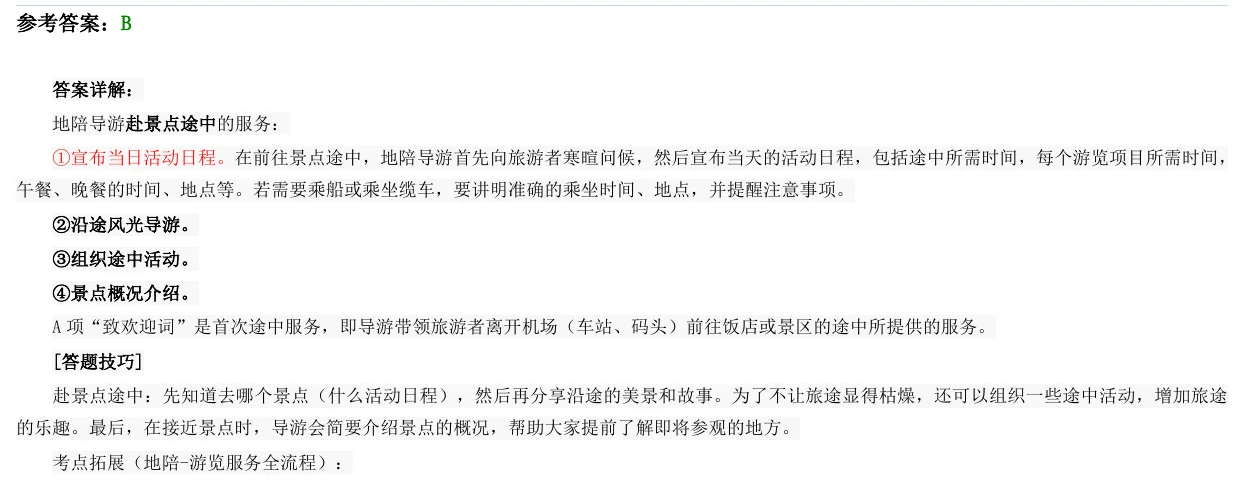 参考答案：B
答案详解：
地陪导游赴景点途中的服务：
①宣布当日活动日程。在前往景点途中，地陪导游首先向旅游者寒暄问候，然后宣布当天的活动日程，包括途中所需时间，每个游览项目所需时间，
午餐、晚餐的时间、地点等。若需要乘船或乘坐缆车，要讲明准确的乘坐时间、地点，并提醒注意事项。
②沿途风光导游。
③组织途中活动。
④景点概况介绍。
A 项“致欢迎词”是首次途中服务，即导游带领旅游者离开机场（车站、码头）前往饭店或景区的途中所提供的服务。
[答题技巧]
赴景点途中：先知道去哪个景点（什么活动日程），然后再分享沿途的美景和故事。为了不让旅途显得枯燥，还可以组织一些途中活动，增加旅途
的乐趣。最后，在接近景点时，导游会简要介绍景点的概况，帮助大家提前了解即将参观的地方。
考点拓展（地陪-游览服务全流程）：